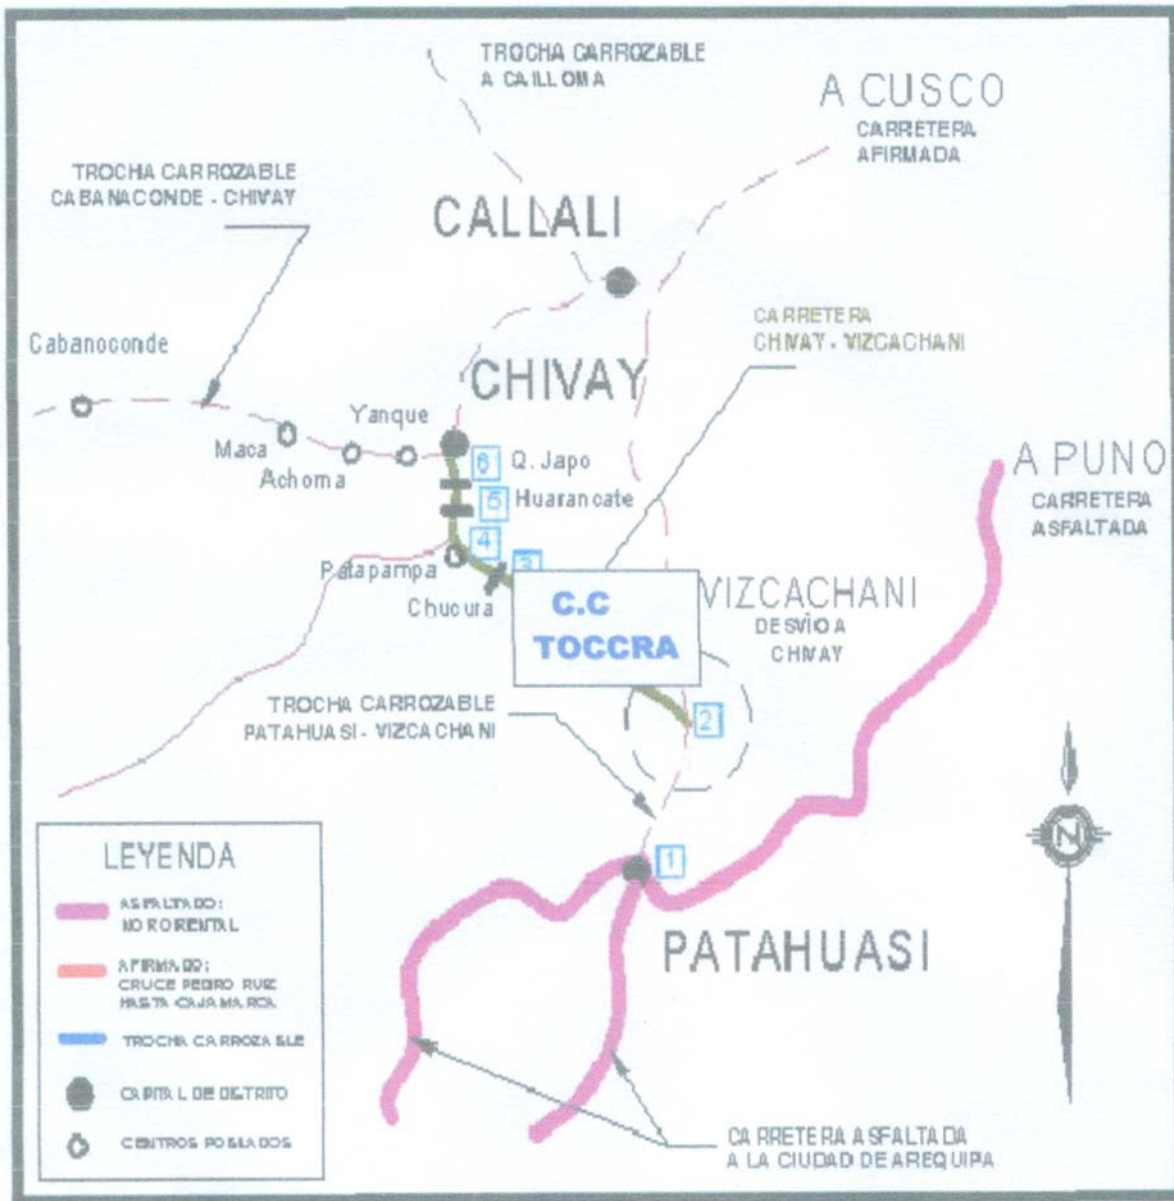 TROCHA CARROZABLE
A CAILLOMA
A CUSCO
CARRETERA
AFIRMADA
TROCHA CARROZABLE
CABANACONDE - CHIVAY
CALLALI
CARRETERA
CHIVAY - VIZCACHANI
Cabanoconde
CHIVAY
Yanque
Maca
Achoma
6
Q. Japo
5
Huarancate
4
3
Patapampa
Chucura
A PUNO
CARRETERA
ASFALTADA
C.C
TOCCRA
VIZCACHANI
DESVIO A
CHIVAY
TROCHA CARROZABLE
PATAHUASI - VIZCACHANI
2
1
N
PATAHUASI
LEYENDA
ASFALTADO:
NORORIENTAL
AFIRMADO:
CRUCE PEDRO RUIZ
HASTA CAJAMARCA
TROCHA CARROZABLE
CAPITAL DE DISTRITO
CENTROS POBLADOS
CARRETERA ASFALTADA
A LA CIUDAD DE AREQUIPA